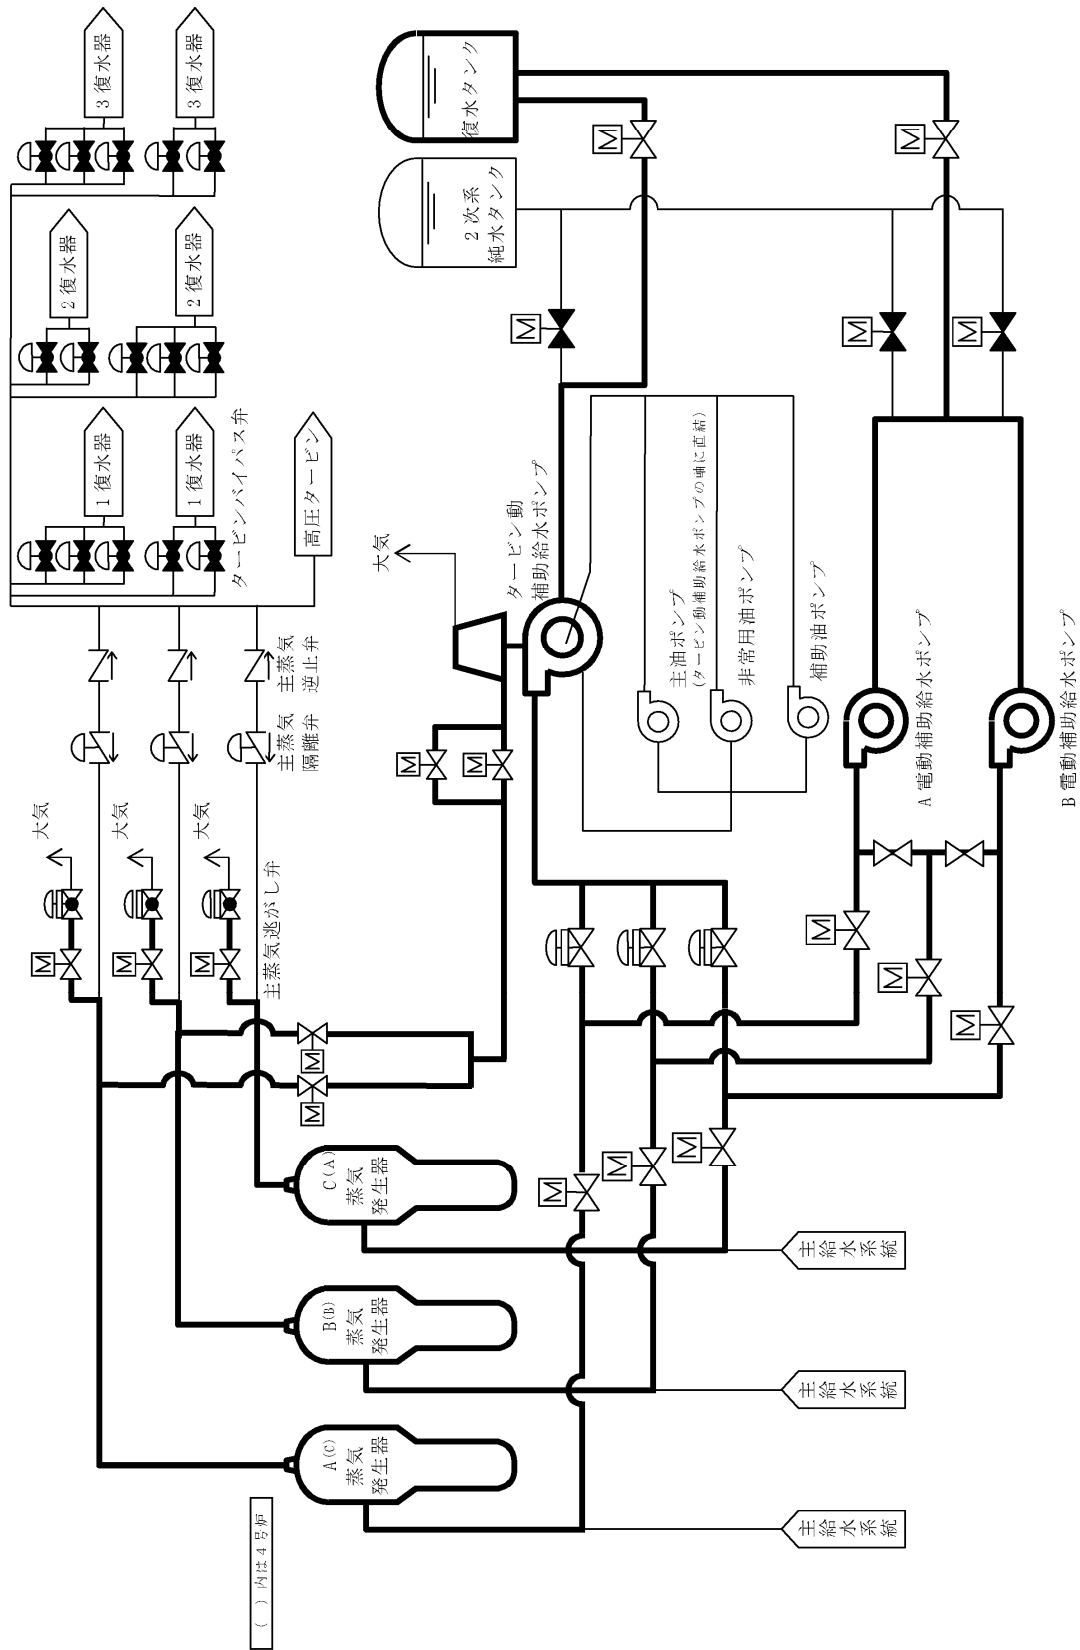 ( ) 内は4号炉
A(C)
蒸気
発生器
B(B)
蒸気
発生器
C(A)
蒸気
発生器
主給水系統
主給水系統
主給水系統
M
M
M
大気
大気
大気
主蒸気逃がし弁
主蒸気
隔離弁
主蒸気
逆止弁
1復水器
1復水器
2復水器
2復水器
3復水器
3復水器
タービンバイパス弁
高圧タービン
M
M
M
M
大気
タービン動
補助給水ポンプ
主油ポンプ
(タービン動補助給水ポンプの軸に直結)
非常用油ポンプ
補助油ポンプ
M
M
M
M
M
M
A電動補助給水ポンプ
B電動補助給水ポンプ
M
M
M
2次系
純水タンク
復水タンク
M
M